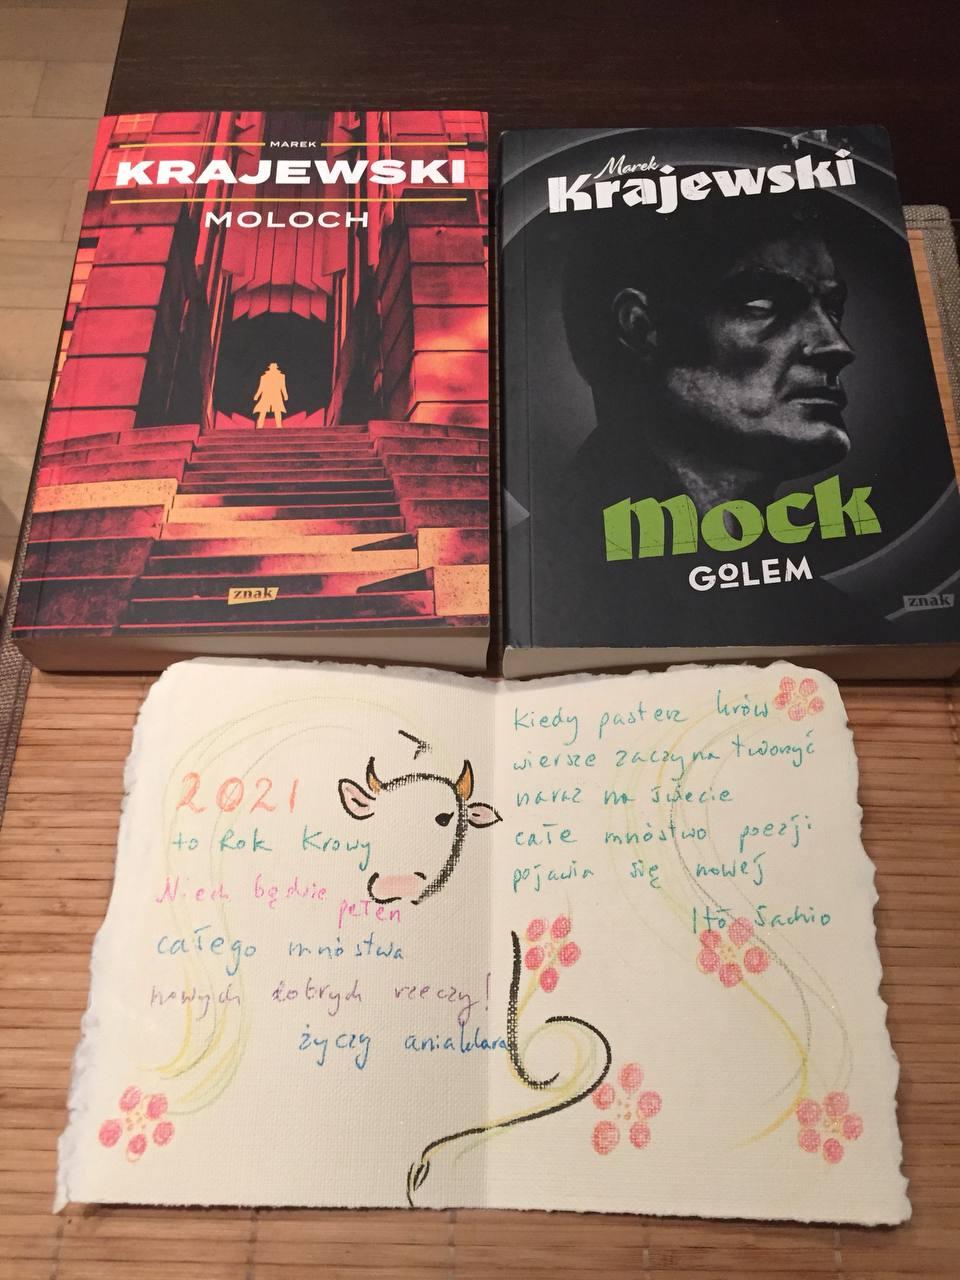 MAREK
KRAJEWSKI
MOLOCH
znak
Marek
Krajewski
mock
GOLEM
znak
2021
to Rok Krowy
Niech będzie
pełen
całego mnóstwa
nowych dobrych rzeczy!
życzy aniaklara
Kiedy pasterz krów
wiersze zaczyna tworzyć
naraz na świecie
całe mnóstwo poezji
pojawia się nowej
Itō Sachio